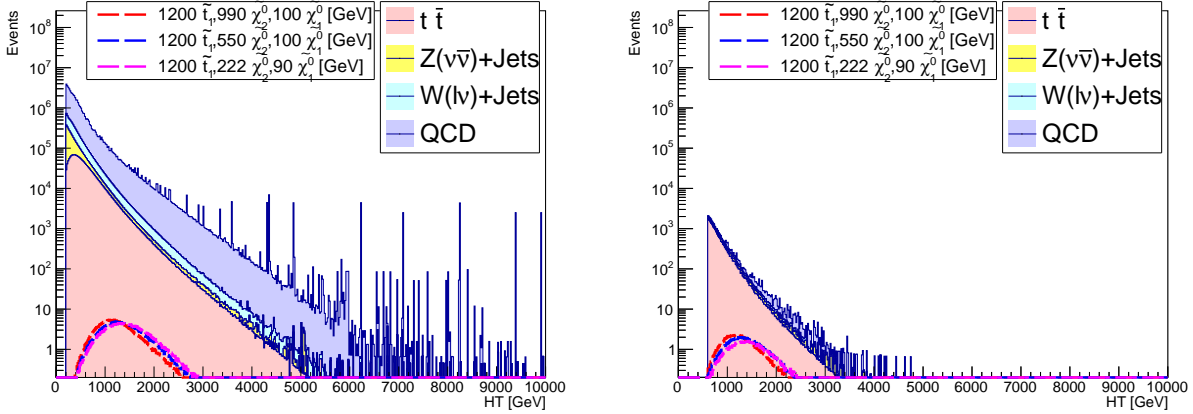 Events
10⁸
10⁷
10⁶
10⁵
10⁴
10³
10²
10
1
1200 t̃₁,990 χ̃₂⁰,100 χ̃₁⁰ [GeV]
1200 t̃₁,550 χ̃₂⁰,100 χ̃₁⁰ [GeV]
1200 t̃₁,222 χ̃₂⁰,90 χ̃₁⁰ [GeV]
t t̄
Z(νν̄)+Jets
W(lν)+Jets
QCD
0 1000 2000 3000 4000 5000 6000 7000 8000 9000 10000
HT [GeV]
Events
10⁸
10⁷
10⁶
10⁵
10⁴
10³
10²
10
1
1200 t̃₁,990 χ̃₂⁰,100 χ̃₁⁰ [GeV]
1200 t̃₁,550 χ̃₂⁰,100 χ̃₁⁰ [GeV]
1200 t̃₁,222 χ̃₂⁰,90 χ̃₁⁰ [GeV]
t t̄
Z(νν̄)+Jets
W(lν)+Jets
QCD
0 1000 2000 3000 4000 5000 6000 7000 8000 9000 10000
HT [GeV]